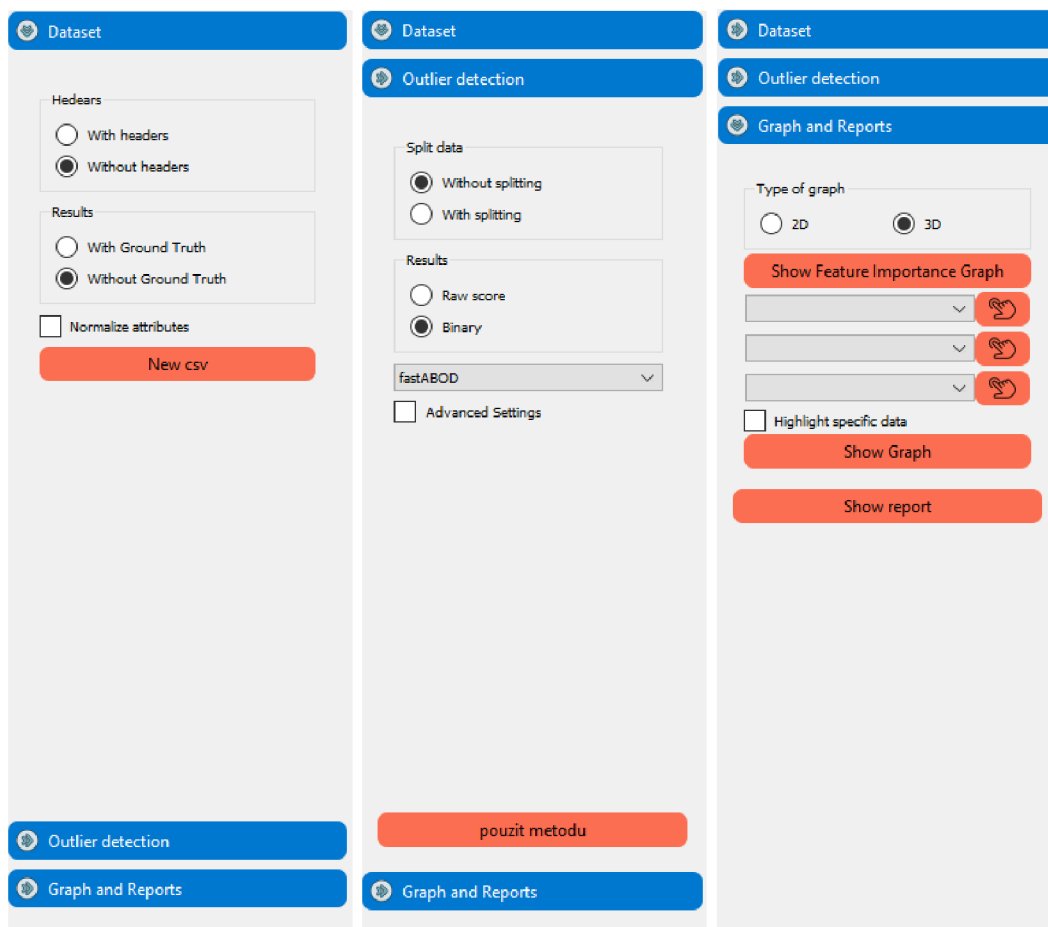 Dataset
Hedears
With headers
Without headers
Results
With Ground Truth
Without Ground Truth
Normalize attributes
New csv
Outlier detection
Graph and Reports
Dataset
Outlier detection
Split data
Without splitting
With splitting
Results
Raw score
Binary
fastABOD
Advanced Settings
pouzit metodu
Graph and Reports
Dataset
Outlier detection
Graph and Reports
Type of graph
2D 3D
Show Feature Importance Graph
Highlight specific data
Show Graph
Show report